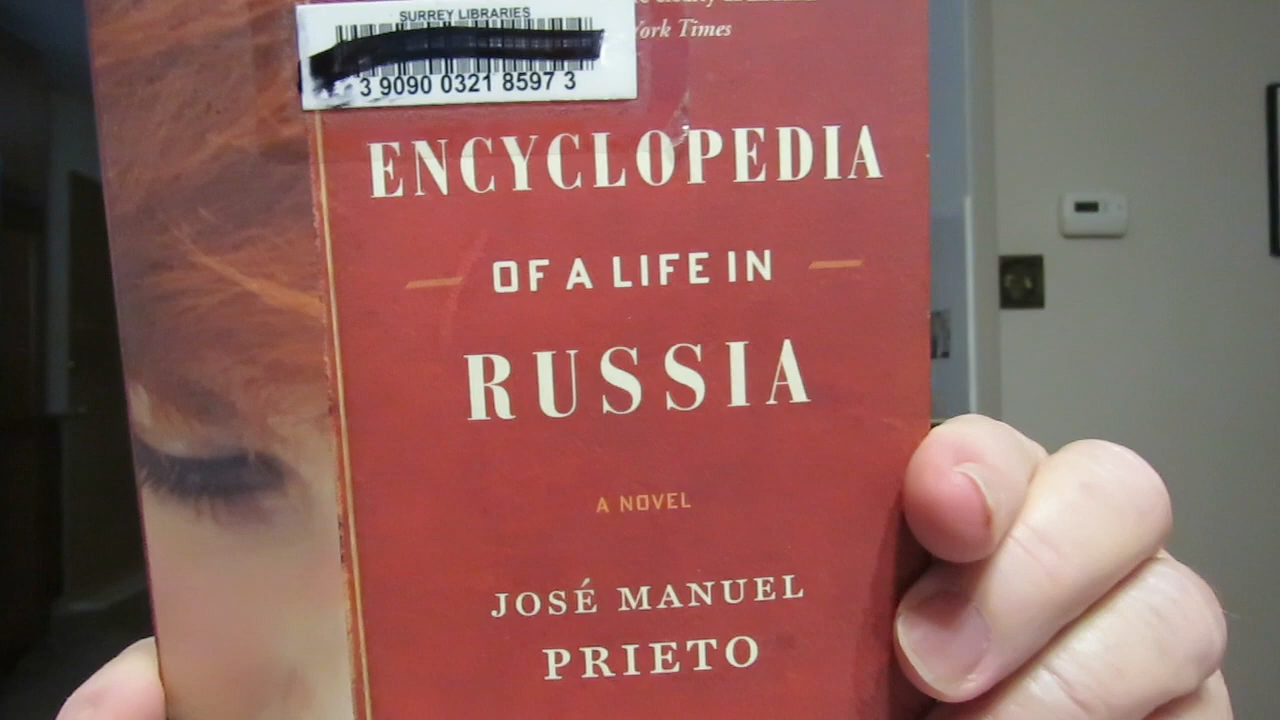 SURREY LIBRARIES
3 9090 0321 8597 3
York Times
ENCYCLOPEDIA
OF A LIFE IN
RUSSIA
A NOVEL
JOSÉ MANUEL
PRIETO